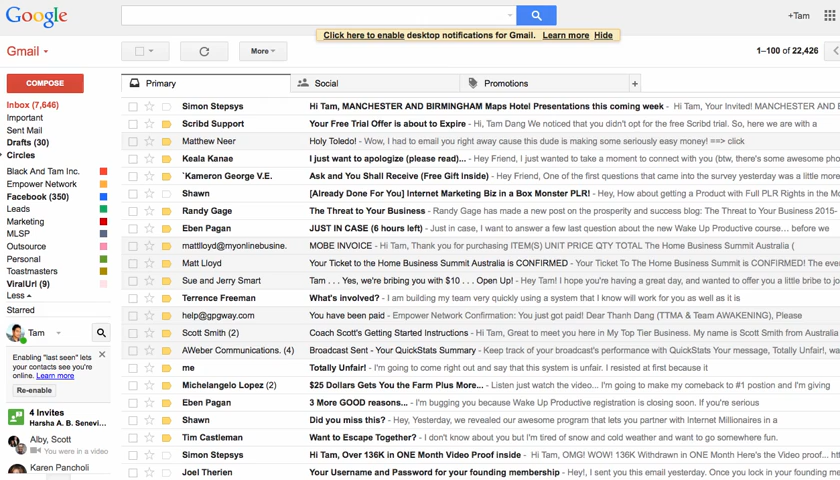 Google
+Tam
Click here to enable desktop notifications for Gmail. Learn more Hide
Gmail
More
1–100 of 22,426
COMPOSE
Primary
Social
Promotions
+
Inbox (7,646)
Important
Sent Mail
Drafts (30)
Circles
Black And Tam Inc.
Empower Network
Facebook (350)
Leads
Marketing
MLSP
Outsource
Personal
Toastmasters
ViralUrl (9)
Less
Starred
Tam
Enabling "last seen" lets
your contacts see you're
online.
Learn more
Re-enable
4 Invites
Harsha A. B. Senevi...
Alby, Scott
You were in a video
Karen Pancholi
Simon Stepsys Hi Tam, MANCHESTER AND BIRMINGHAM Maps Hotel Presentations this coming week - Hi Tam, Your Invited! MANCHESTER AND B
Scribd Support Your Free Trial Offer is about to Expire - Hi, Tam Dang We noticed that you didn't opt for the free Scribd trial. So, here we are with a
Matthew Neer Holy Toledo! - Wow, I had to email you right away cause this dude is making some seriously easy money! ==> click
Keala Kanae I just want to apologize (please read)... - Hey Friend, I just wanted to take a moment to connect with you (btw, there's some awesome pho
`Kameron George V.E. Ask and You Shall Receive (Free Gift Inside) - Hey Friend, One of the first questions that came into the survey yesterday was a little more
Shawn [Already Done For You] Internet Marketing Biz in a Box Monster PLR! - Hey, How about getting a Product with Full PLR Rights in the Mo
Randy Gage The Threat to Your Business - Randy Gage has made a new post on the prosperity and success blog: The Threat to Your Business 2015-
Eben Pagan JUST IN CASE (6 hours left) - Just in case, I want to answer a few last question about the new Wake Up Productive course... before we
mattlloyd@myonlinebusine. MOBE INVOICE - Hi Tam, Thank you for purchasing ITEM(S) UNIT PRICE QTY TOTAL The Home Business Summit Australia (
Matt Lloyd Your Ticket to the Home Business Summit Australia is CONFIRMED - Your Ticket To The Home Business Summit is CONFIRMED! The eve
Sue and Jerry Smart Tam . . . Yes, we're bribing you with $10 . . Open Up! - Hey Tam! I hope you're having a great day, and wanted to offer you a little bribe to jo
Terrence Freeman What's involved? - I am building my team very quickly using a system that I know will work for you as well as it is
help@gpgway.com You have been paid - Empower Network Confirmation: You just got paid! Dear Thanh Dang (TTMA & Team AWAKENING), Please
Scott Smith (2) Coach Scott's Getting Started Instructions - Hi Tam, Great to meet you here in My Top Tier Business. My name is Scott Smith from Australia
AWeber Communications. (4) Broadcast Sent - Your QuickStats Summary - Keep track of your broadcast's performance with QuickStats Your message, Totally Unfair!, wa
me Totally Unfair! - I'm going to come right out and say that this system is unfair. I resisted at first because it
Michelangelo Lopez (2) $25 Dollars Gets You the Farm Plus More... - Listen just watch the video... I'm going to make my comeback to #1 postion and I'm giving
Eben Pagan 3 More GOOD reasons... - I'm bugging you because Wake Up Productive registration is closing soon. If you're serious
Shawn Did you miss this? - Hey, Yesterday, we revealed our awesome program that lets you partner with Internet Millionaires in a
Tim Castleman Want to Escape Together? - I don't know about you but I'm tired of snow and cold weather and want to go somewhere fun.
Simon Stepsys Hi Tam, Over 136K in ONE Month Video Proof inside - Hi Tam, OMG! WOW! 136K Withdrawn in ONE Month Here's the Video proof... htt
Joel Therien Your Username and Password for your founding membership - Hey!, I sent you this email yesterday. Once you lock in your founding mem